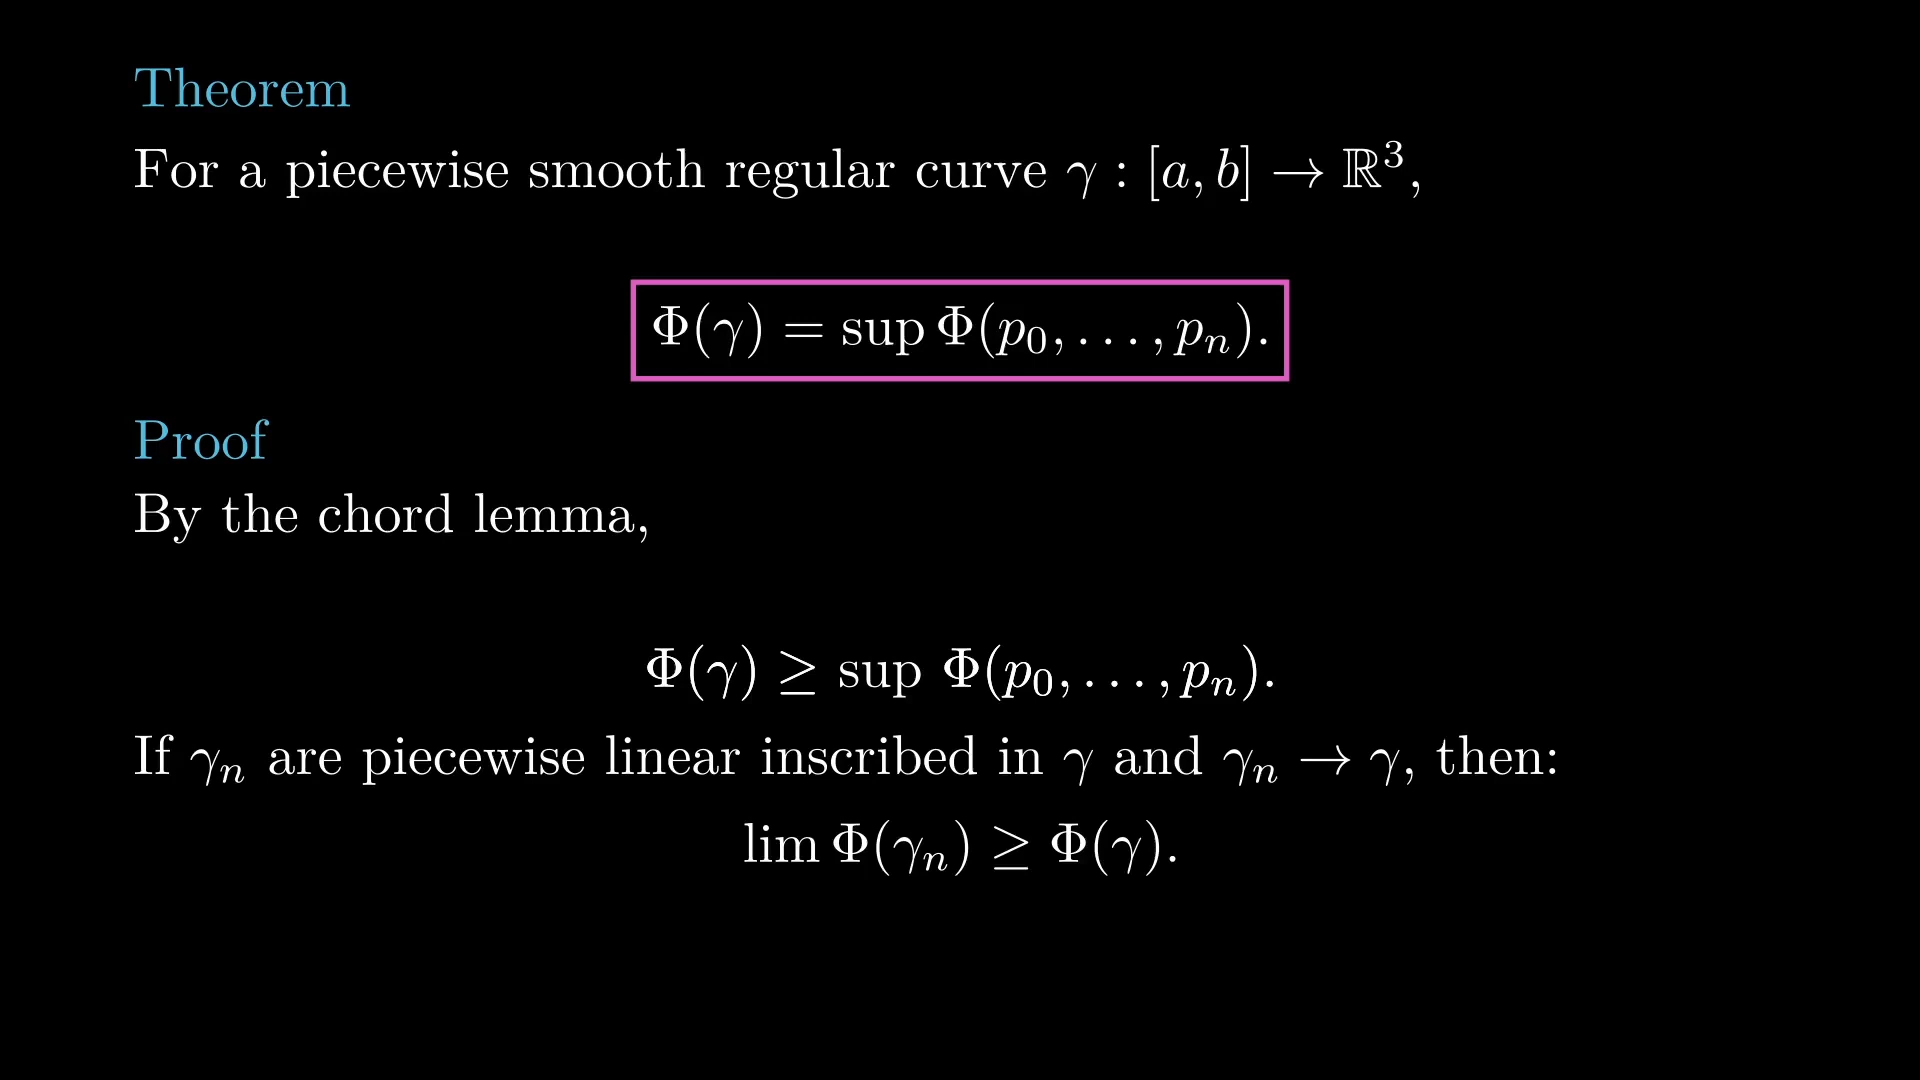 Theorem
For a piecewise smooth regular curve γ : [a, b] → ℝ³,
Φ(γ) = sup Φ(p₀, . . . , pₙ).
Proof
By the chord lemma,
Φ(γ) ≥ sup Φ(p₀, . . . , pₙ).
If γₙ are piecewise linear inscribed in γ and γₙ → γ, then:
lim Φ(γₙ) ≥ Φ(γ).